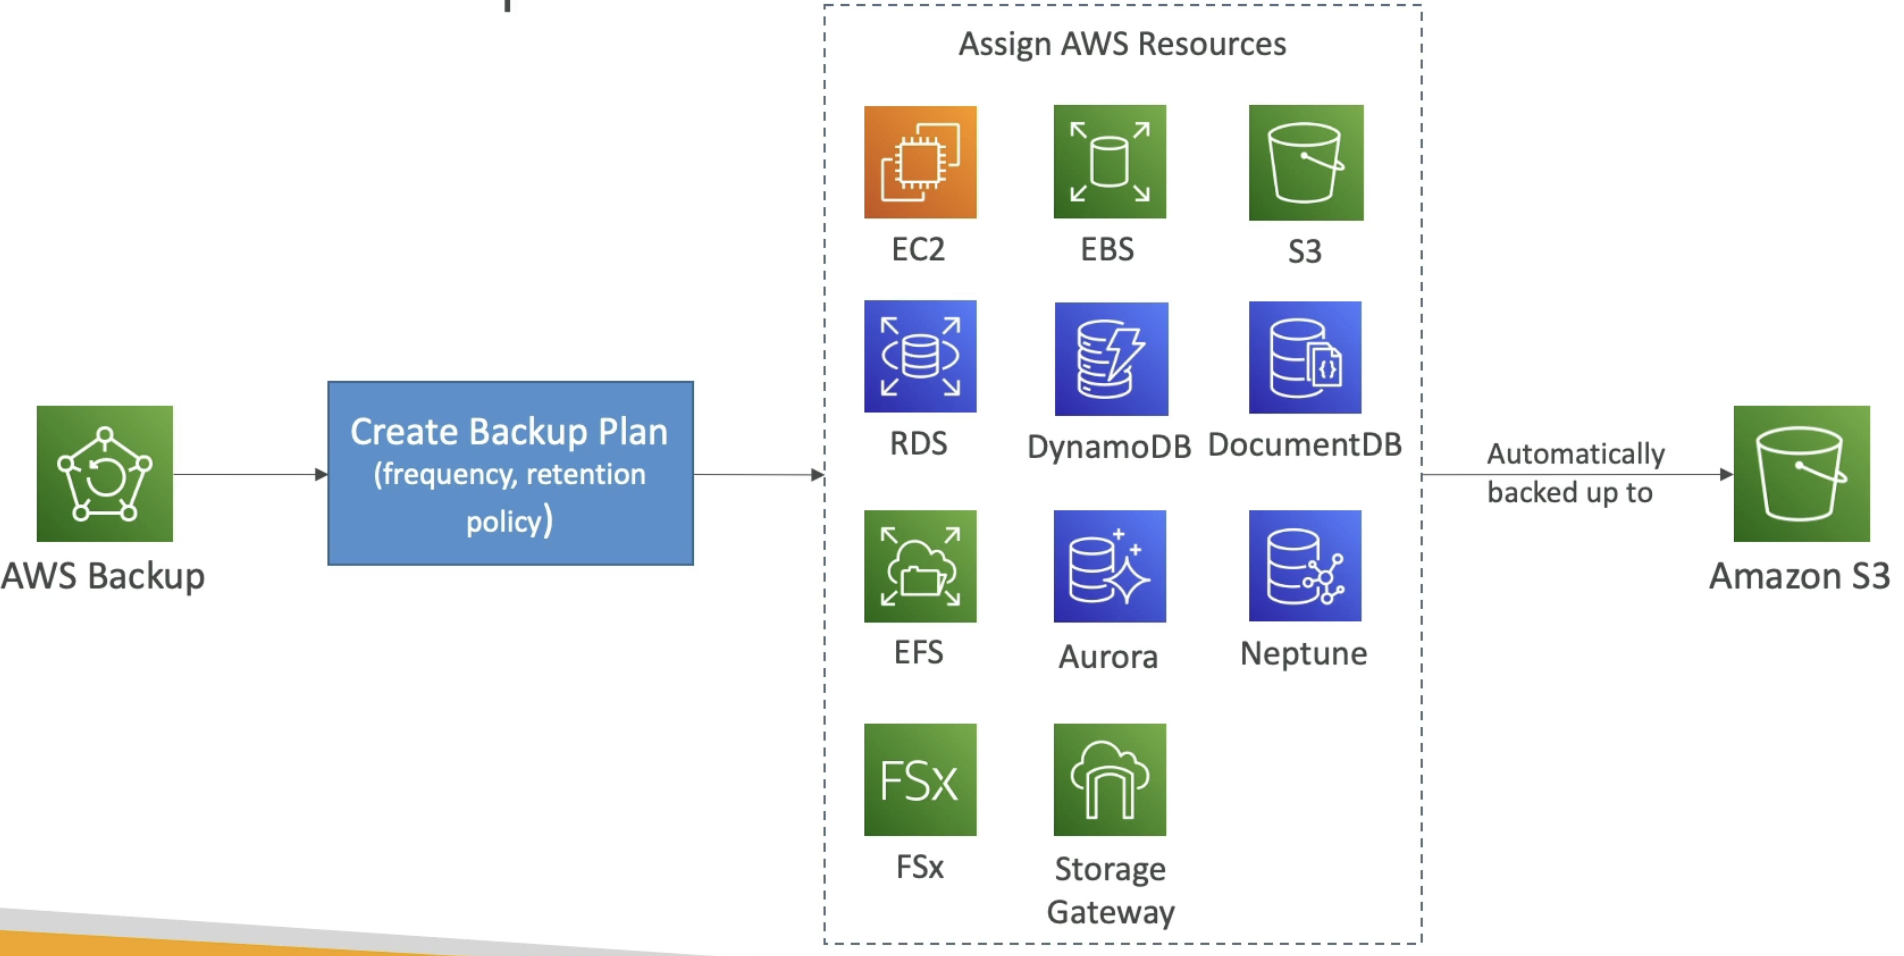 Assign AWS Resources
EC2
EBS
S3
RDS
DynamoDB
DocumentDB
AWS Backup
Create Backup Plan
(frequency, retention
policy)
Automatically
backed up to
Amazon S3
EFS
Aurora
Neptune
FSx
FSx
Storage
Gateway